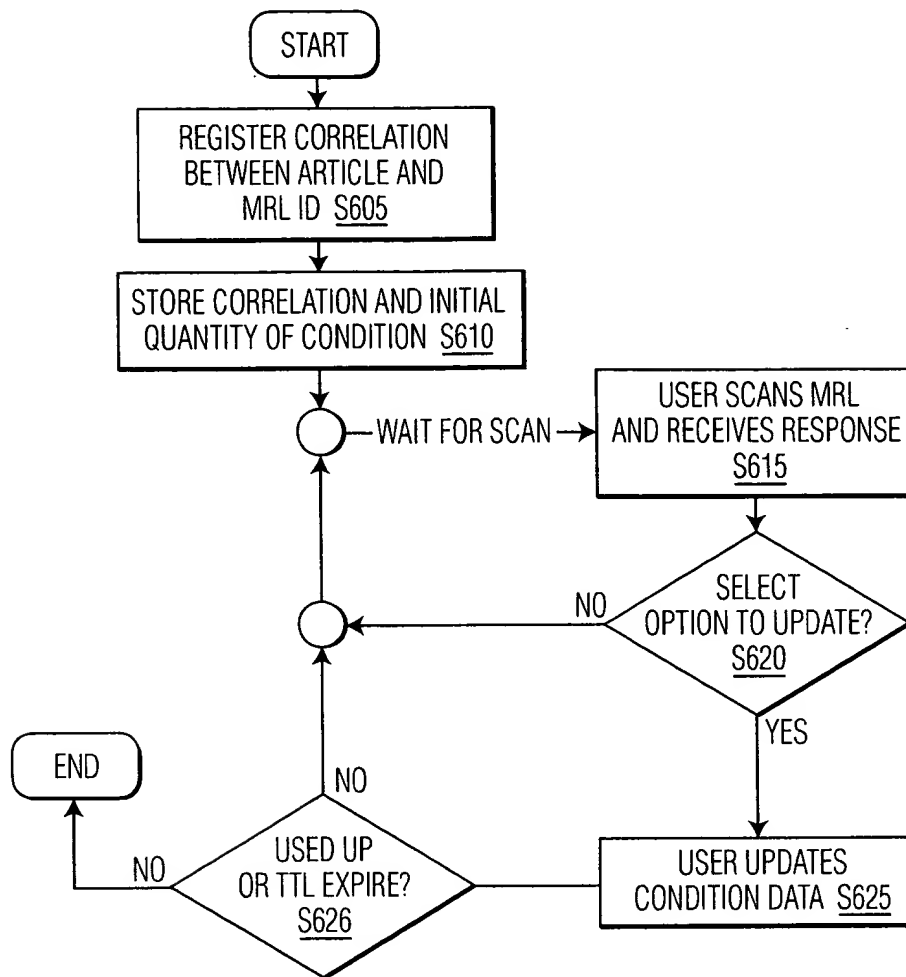 START
REGISTER CORRELATION
BETWEEN ARTICLE AND
MRL ID S605
STORE CORRELATION AND INITIAL
QUANTITY OF CONDITION S610
WAIT FOR SCAN
USER SCANS MRL
AND RECEIVES RESPONSE
S615
SELECT
OPTION TO UPDATE?
S620
NO
YES
END
NO
NO
USED UP
OR TTL EXPIRE?
S626
USER UPDATES
CONDITION DATA S625